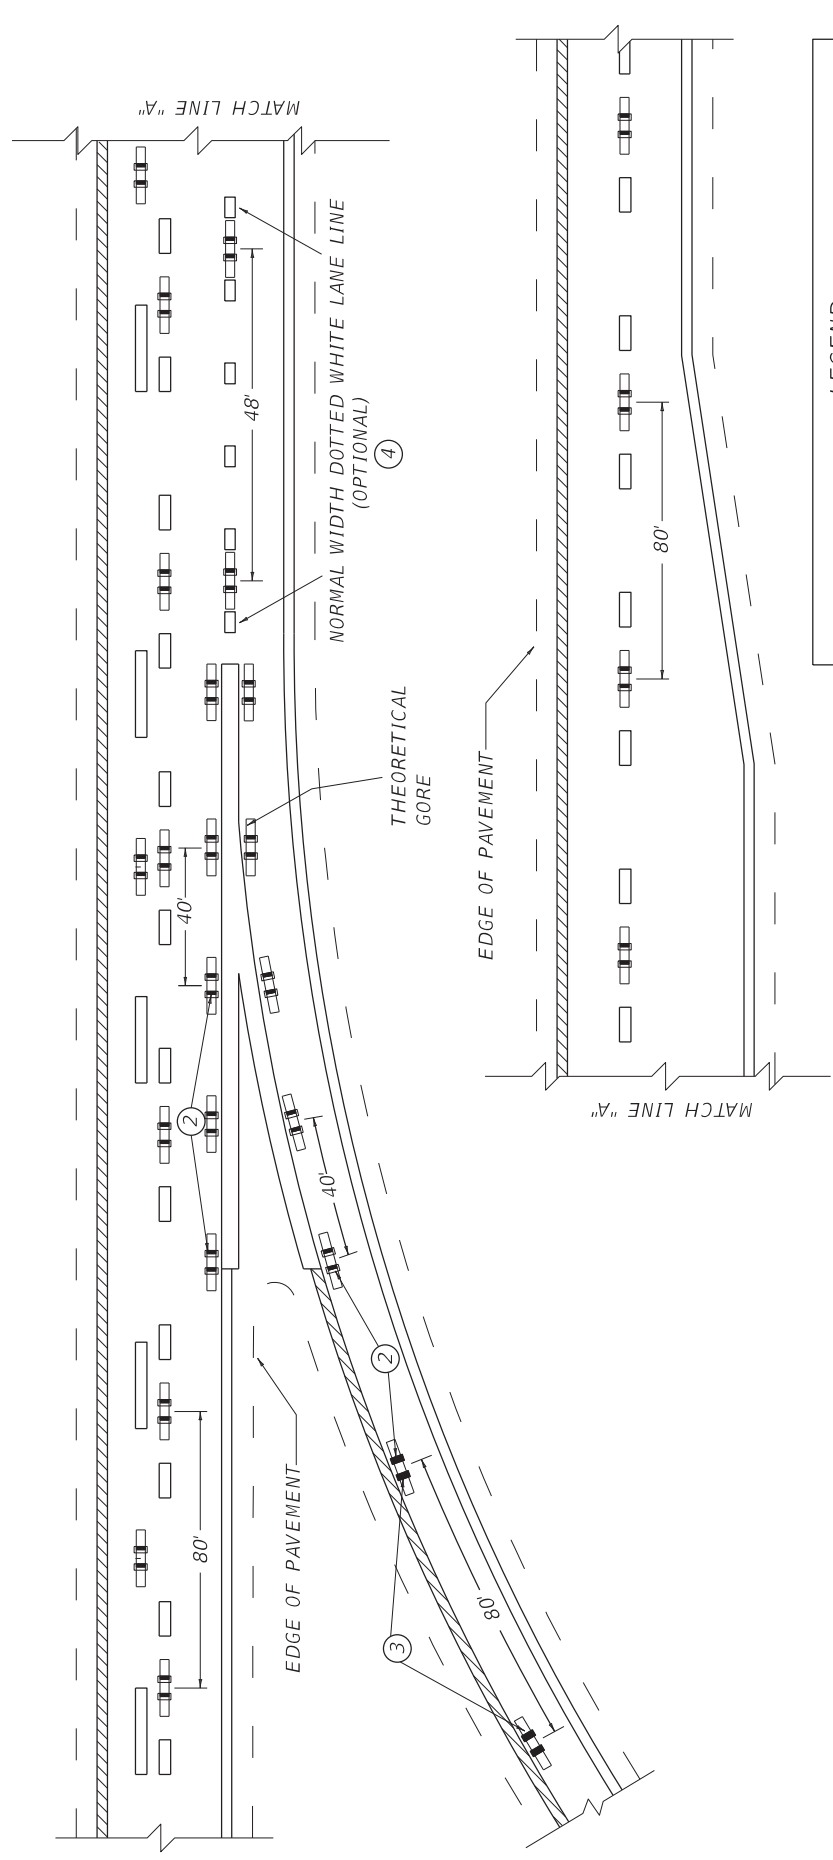 MATCH LINE "A"
NORMAL WIDTH DOTTED WHITE LANE LINE
(OPTIONAL)
4
48'
THEORETICAL
GORE
40'
2
40'
2
EDGE OF PAVEMENT
80'
3
80'
EDGE OF PAVEMENT
80'
MATCH LINE "A"
LEGEND